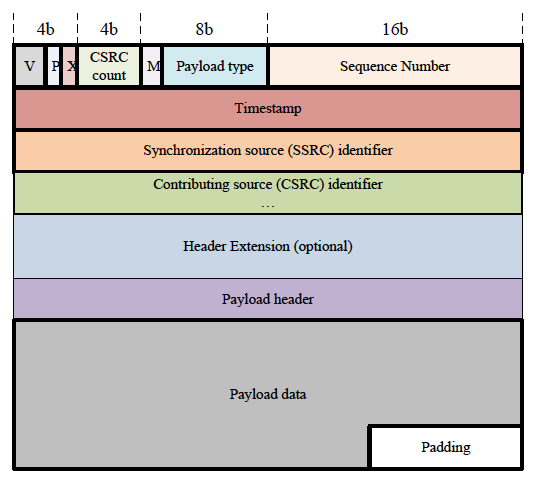 4b 4b 8b 16b
V P X CSRC count M Payload type Sequence Number
Timestamp
Synchronization source (SSRC) identifier
Contributing source (CSRC) identifier
...
Header Extension (optional)
Payload header
Payload data
Padding